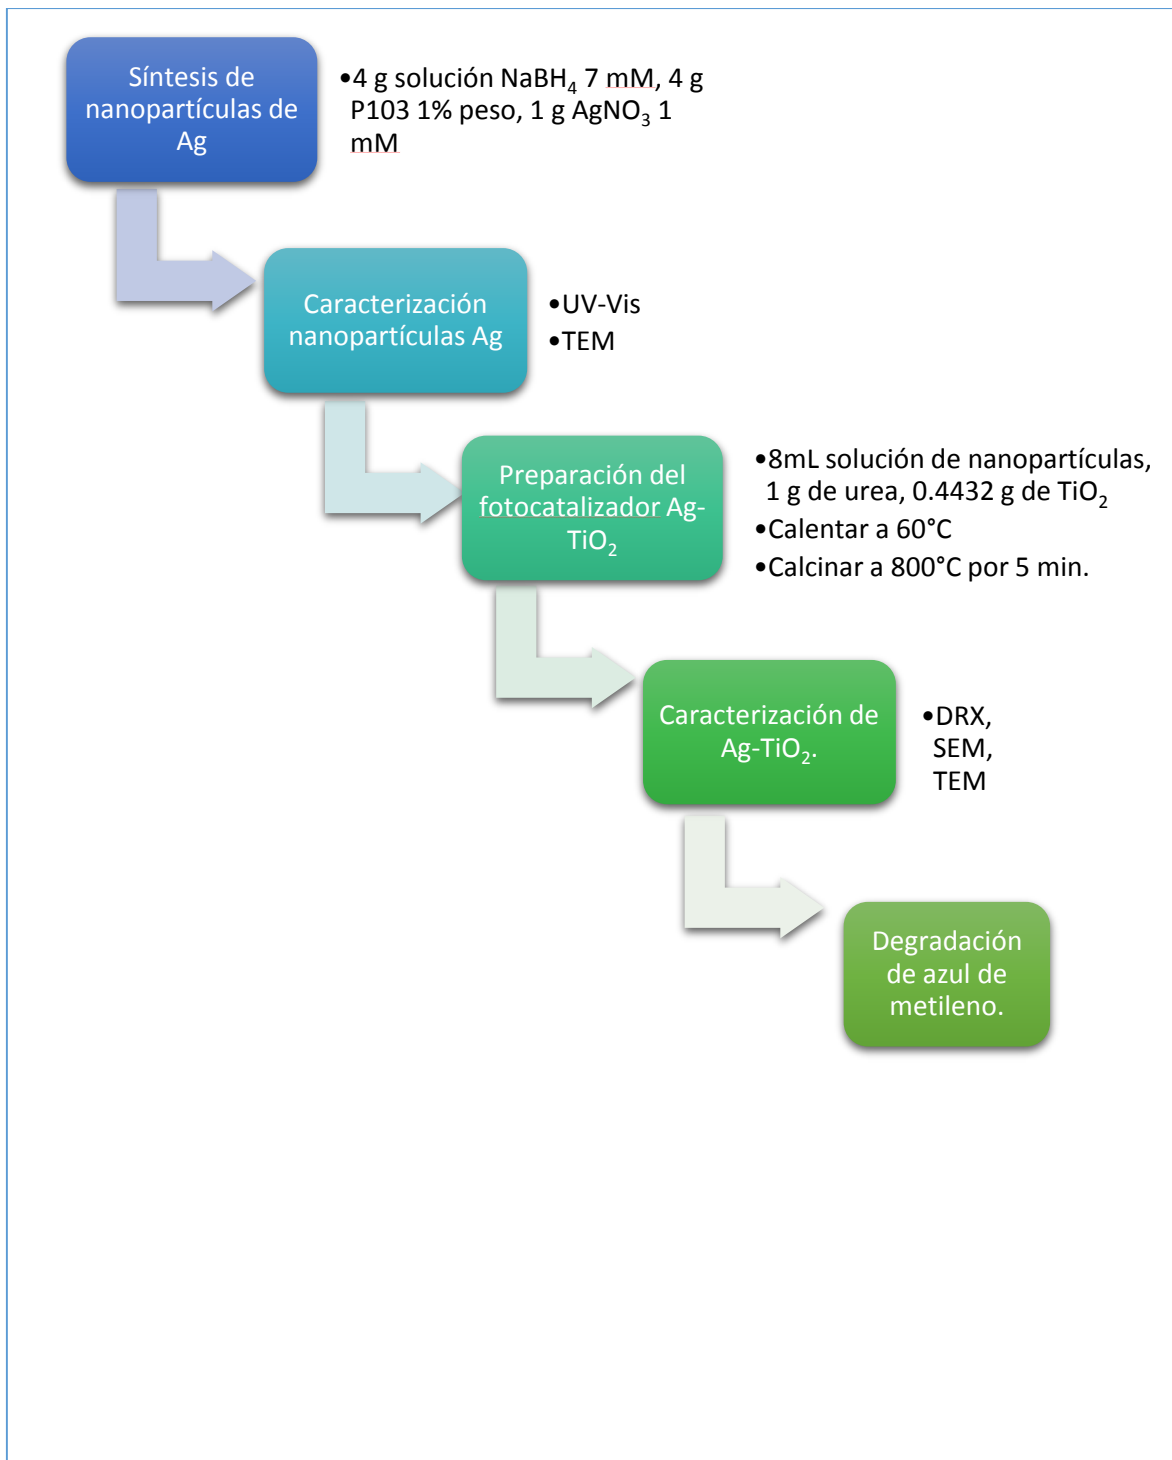 Síntesis de
nanopartículas de
Ag
•4 g solución NaBH₄ 7 mM, 4 g
P103 1% peso, 1 g AgNO₃ 1
mM
Caracterización
nanopartículas Ag
•UV-Vis
•TEM
Preparación del
fotocatalizador Ag-
TiO₂
•8mL solución de nanopartículas,
1 g de urea, 0.4432 g de TiO₂
•Calentar a 60°C
•Calcinar a 800°C por 5 min.
Caracterización de
Ag-TiO₂.
•DRX,
SEM,
TEM
Degradación
de azul de
metileno.